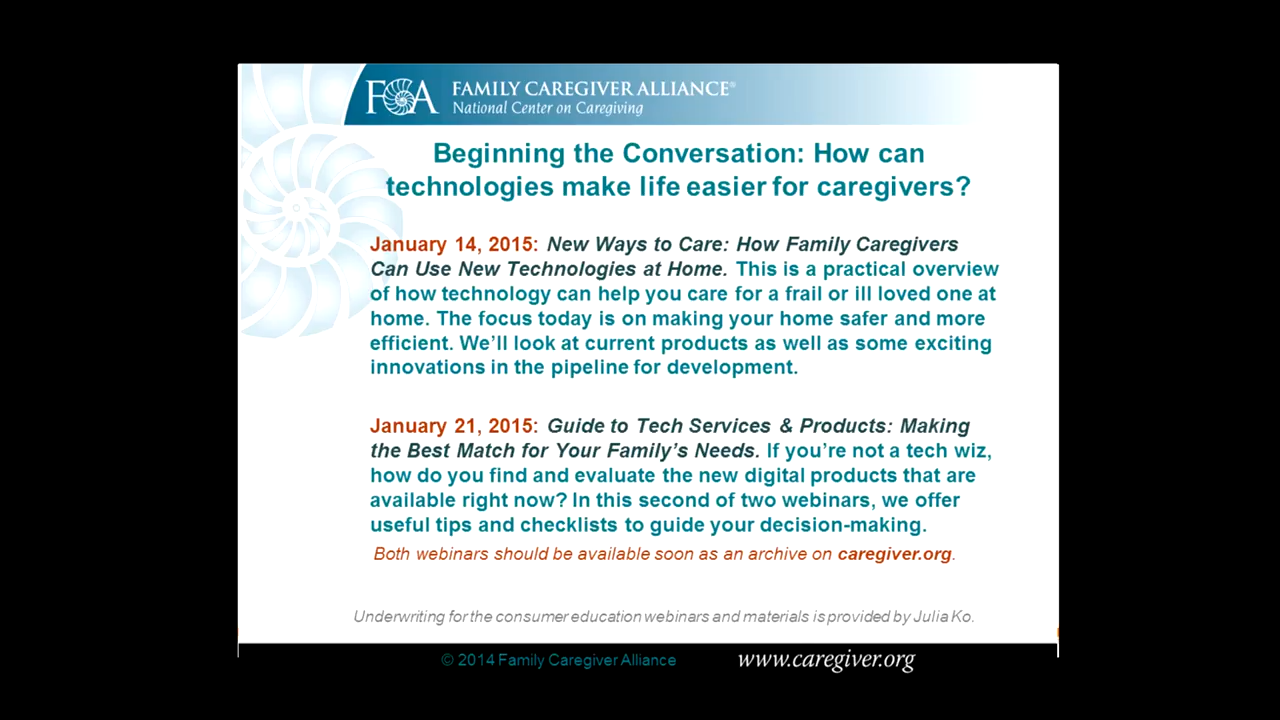 FCA FAMILY CAREGIVER ALLIANCE®
National Center on Caregiving
Beginning the Conversation: How can
technologies make life easier for caregivers?
January 14, 2015: New Ways to Care: How Family Caregivers
Can Use New Technologies at Home. This is a practical overview
of how technology can help you care for a frail or ill loved one at
home. The focus today is on making your home safer and more
efficient. We’ll look at current products as well as some exciting
innovations in the pipeline for development.
January 21, 2015: Guide to Tech Services & Products: Making
the Best Match for Your Family’s Needs. If you’re not a tech wiz,
how do you find and evaluate the new digital products that are
available right now? In this second of two webinars, we offer
useful tips and checklists to guide your decision-making.
Both webinars should be available soon as an archive on caregiver.org.
Underwriting for the consumer education webinars and materials is provided by Julia Ko.
© 2014 Family Caregiver Alliance
www.caregiver.org